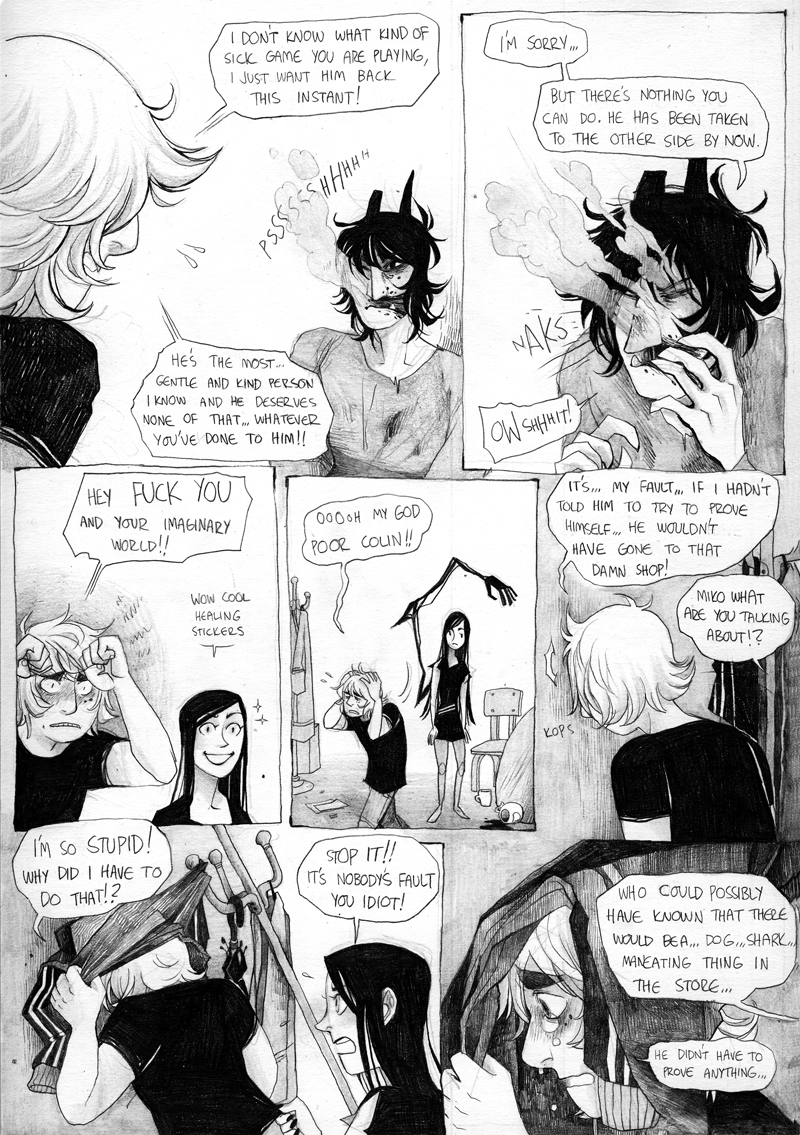 I DON'T KNOW WHAT KIND OF
SICK GAME YOU ARE PLAYING,
I JUST WANT HIM BACK
THIS INSTANT!
PSSSSSSHHHHH
HE'S THE MOST...
GENTLE AND KIND PERSON
I KNOW AND HE DESERVES
NONE OF THAT,,, WHATEVER
YOU'VE DONE TO HIM!!
I'M SORRY,,,
BUT THERE'S NOTHING YOU
CAN DO. HE HAS BEEN TAKEN
TO THE OTHER SIDE BY NOW.
NAKS
OW SHHHIT!
HEY FUCK YOU
AND YOUR IMAGINARY
WORLD!!
WOW COOL
HEALING
STICKERS
OOOOH MY GOD
POOR COLIN!!
IT'S,,, MY FAULT,,, IF I HADN'T
TOLD HIM TO TRY TO PROVE
HIMSELF,,, HE WOULDN'T
HAVE GONE TO THAT
DAMN SHOP!
MIKO WHAT
ARE YOU TALKING
ABOUT!?
KOPS
I'M SO STUPID!
WHY DID I HAVE TO
DO THAT!?
STOP IT!!
IT'S NOBODY'S FAULT
YOU IDIOT!
WHO COULD POSSIBLY
HAVE KNOWN THAT THERE
WOULD BE A,,, DOG,,, SHARK,,,
MANEATING THING IN
THE STORE,,,
HE DIDN'T HAVE TO
PROVE ANYTHING,,,